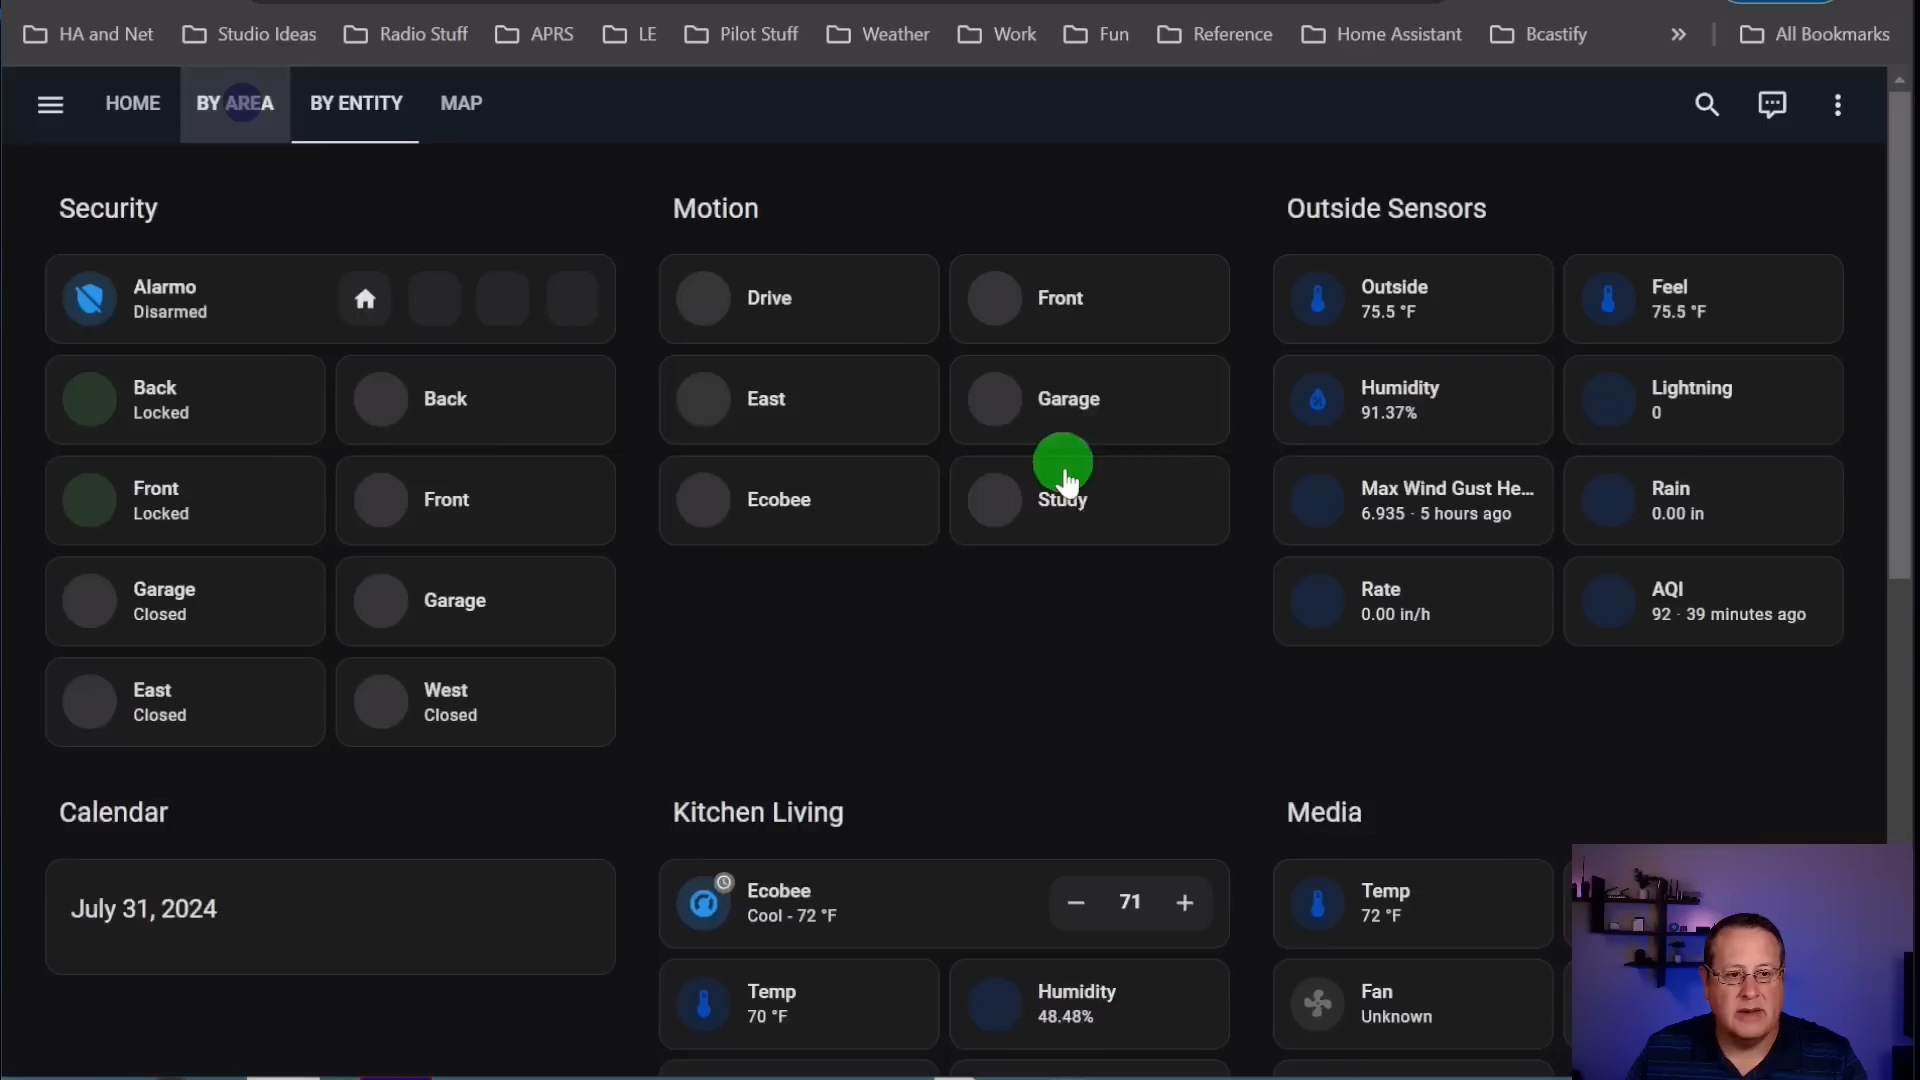 HA and Net Studio Ideas Radio Stuff APRS LE Pilot Stuff Weather Work Fun Reference Home Assistant Bcastify » All Bookmarks
HOME BY AREA BY ENTITY MAP
Security
Alarmo
Disarmed
Back
Locked
Back
Front
Locked
Front
Garage
Closed
Garage
East
Closed
West
Closed
Motion
Drive
Front
East
Garage
Ecobee
Study
Outside Sensors
Outside
75.5 °F
Feel
75.5 °F
Humidity
91.37%
Lightning
0
Max Wind Gust He...
6.935 · 5 hours ago
Rain
0.00 in
Rate
0.00 in/h
AQI
92 · 39 minutes ago
Calendar
July 31, 2024
Kitchen Living
Ecobee
Cool - 72 °F
− 71 +
Temp
70 °F
Humidity
48.48%
Media
Temp
72 °F
Fan
Unknown